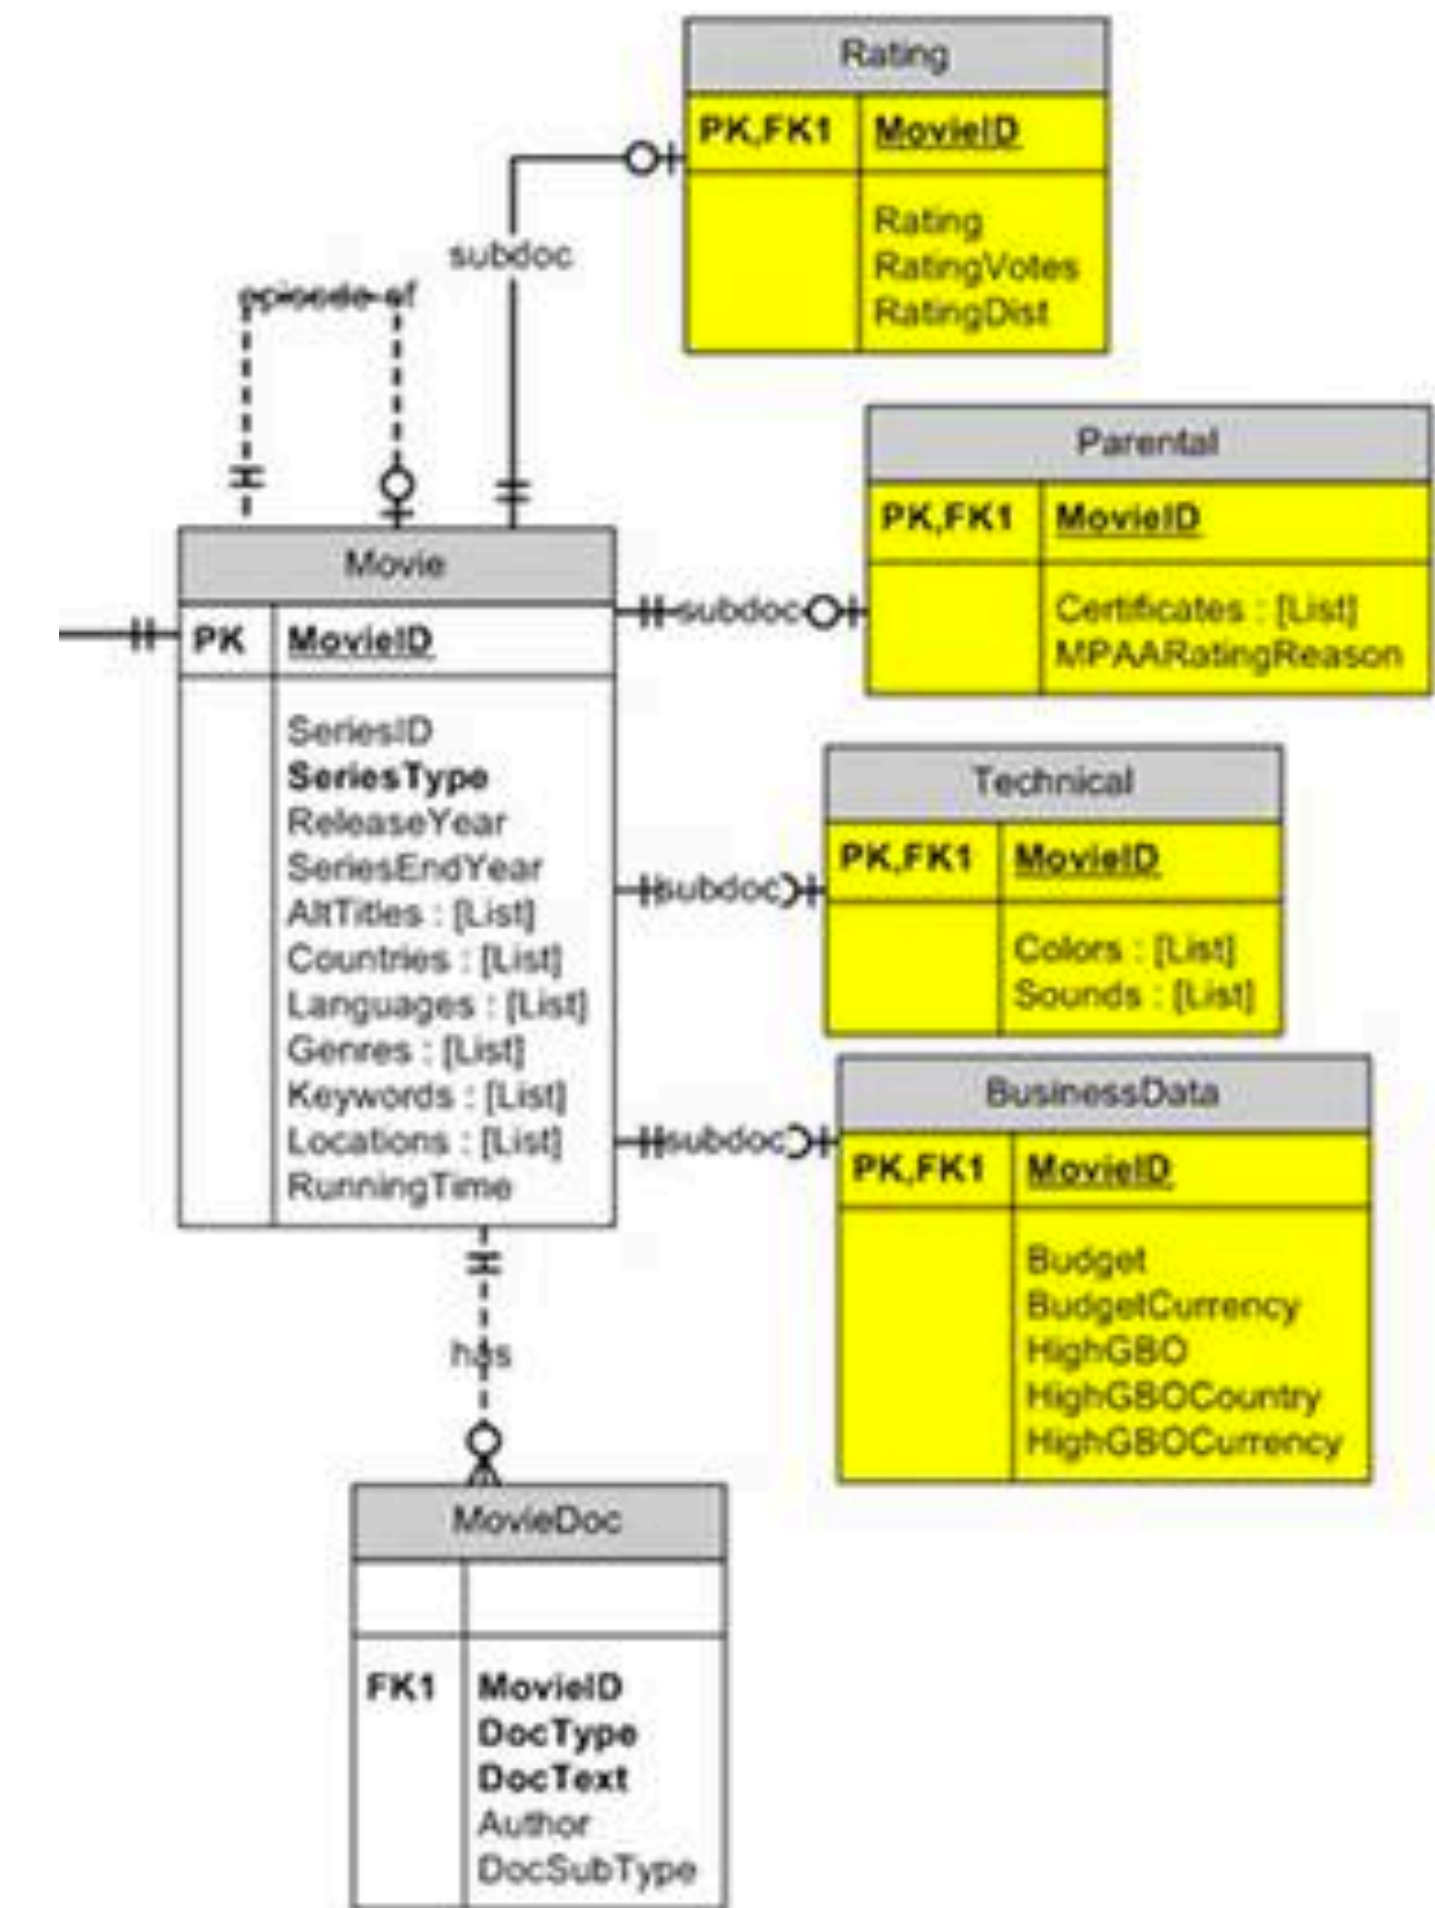 Rating
PK,FK1 MovieID
Rating
RatingVotes
RatingDist
subdoc
episode of
Parental
PK,FK1 MovieID
Certificates : [List]
MPAARatingReason
subdoc
Movie
PK MovieID
SeriesID
SeriesType
ReleaseYear
SeriesEndYear
AltTitles : [List]
Countries : [List]
Languages : [List]
Genres : [List]
Keywords : [List]
Locations : [List]
RunningTime
Technical
PK,FK1 MovieID
Colors : [List]
Sounds : [List]
subdoc
BusinessData
PK,FK1 MovieID
Budget
BudgetCurrency
HighGBO
HighGBOCountry
HighGBOCurrency
subdoc
has
MovieDoc
FK1 MovieID
DocType
DocText
Author
DocSubType